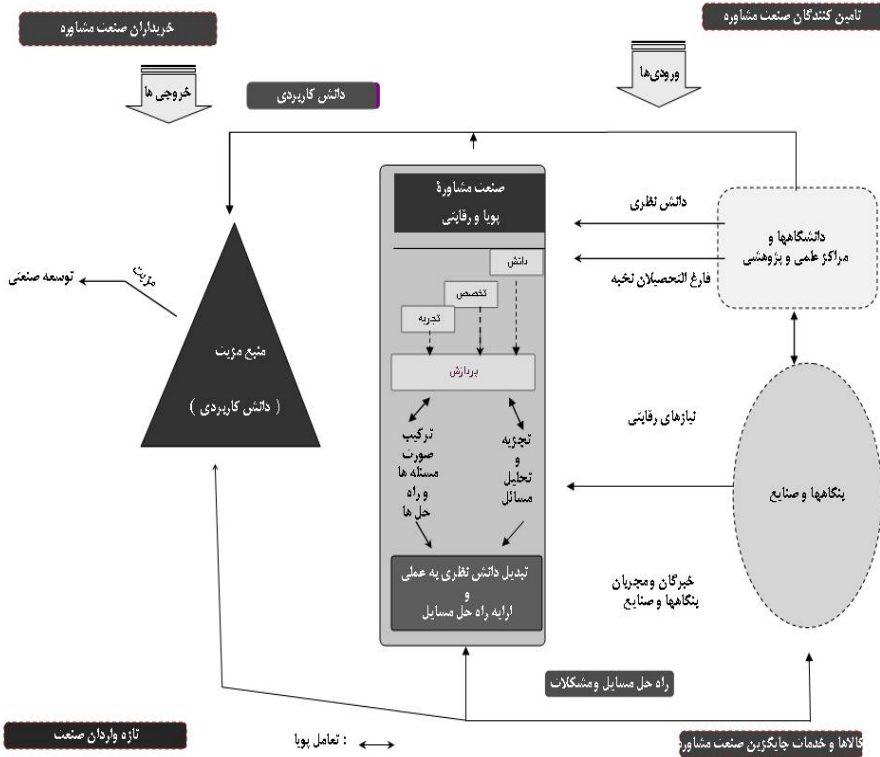 تامین کنندگان صنعت مشاوره
خریداران صنعت مشاوره
ورودی‌ها
خروجی ها
دانش کاربردی
صنعت مشاورهٔ
پویا و رقابتی
دانش نظری
دانشگاهها و
مراکز علمی و پژوهشی
فارغ التحصیلان نخبه
دانش
تخصص
تجربه
پردازش
مزیت
توسعه صنعتی
منبع مزیت
( دانش کاربردی )
نیازهای رقابتی
تجزیه
و
تحلیل
مسائل
ترکیب
صورت
مسئله ها
و راه
حل ها
بنگاهها و صنایع
تبدیل دانش نظری به عملی
و
ارایه راه حل مسایل
خبرگان و مجریان
بنگاهها و صنایع
راه حل مسایل و مشکلات
کالاها و خدمات جایگزین صنعت مشاوره
تعامل پویا :
تازه واردان صنعت